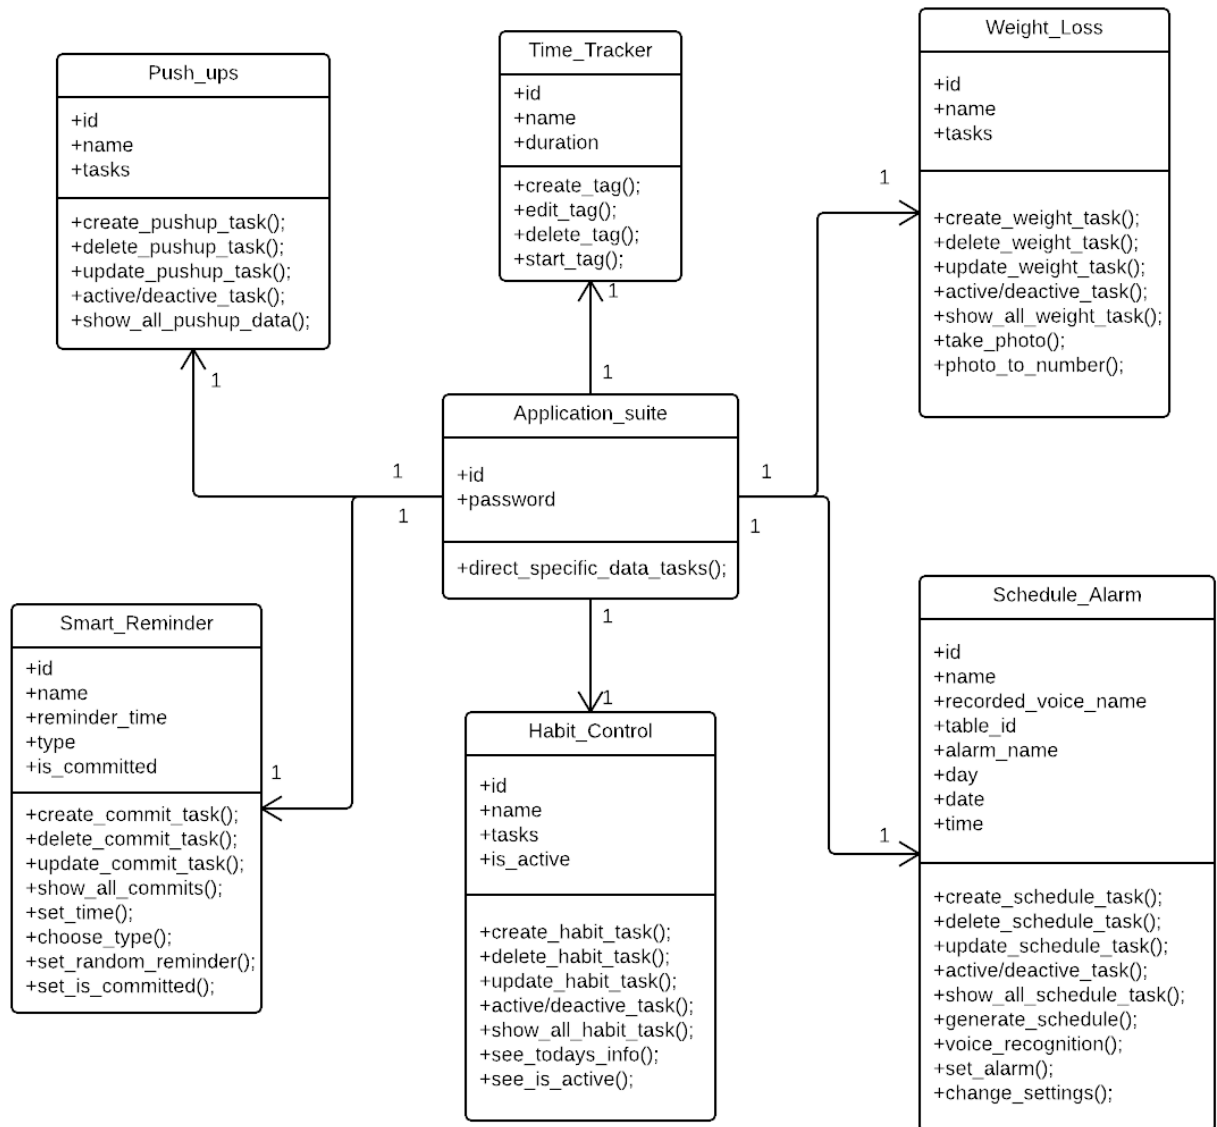 Push_ups
+id
+name
+tasks
+create_pushup_task();
+delete_pushup_task();
+update_pushup_task();
+active/deactive_task();
+show_all_pushup_data();
1
Time_Tracker
+id
+name
+duration
+create_tag();
+edit_tag();
+delete_tag();
+start_tag();
1
1
Weight_Loss
+id
+name
+tasks
+create_weight_task();
+delete_weight_task();
+update_weight_task();
+active/deactive_task();
+show_all_weight_task();
+take_photo();
+photo_to_number();
1
Application_suite
+id
+password
+direct_specific_data_tasks();
1
1
1
1
1
Smart_Reminder
+id
+name
+reminder_time
+type
+is_committed
+create_commit_task();
+delete_commit_task();
+update_commit_task();
+show_all_commits();
+set_time();
+choose_type();
+set_random_reminder();
+set_is_committed();
1
1
Habit_Control
+id
+name
+tasks
+is_active
+create_habit_task();
+delete_habit_task();
+update_habit_task();
+active/deactive_task();
+show_all_habit_task();
+see_todays_info();
+see_is_active();
Schedule_Alarm
+id
+name
+recorded_voice_name
+table_id
+alarm_name
+day
+date
+time
+create_schedule_task();
+delete_schedule_task();
+update_schedule_task();
+active/deactive_task();
+show_all_schedule_task();
+generate_schedule();
+voice_recognition();
+set_alarm();
+change_settings();
1